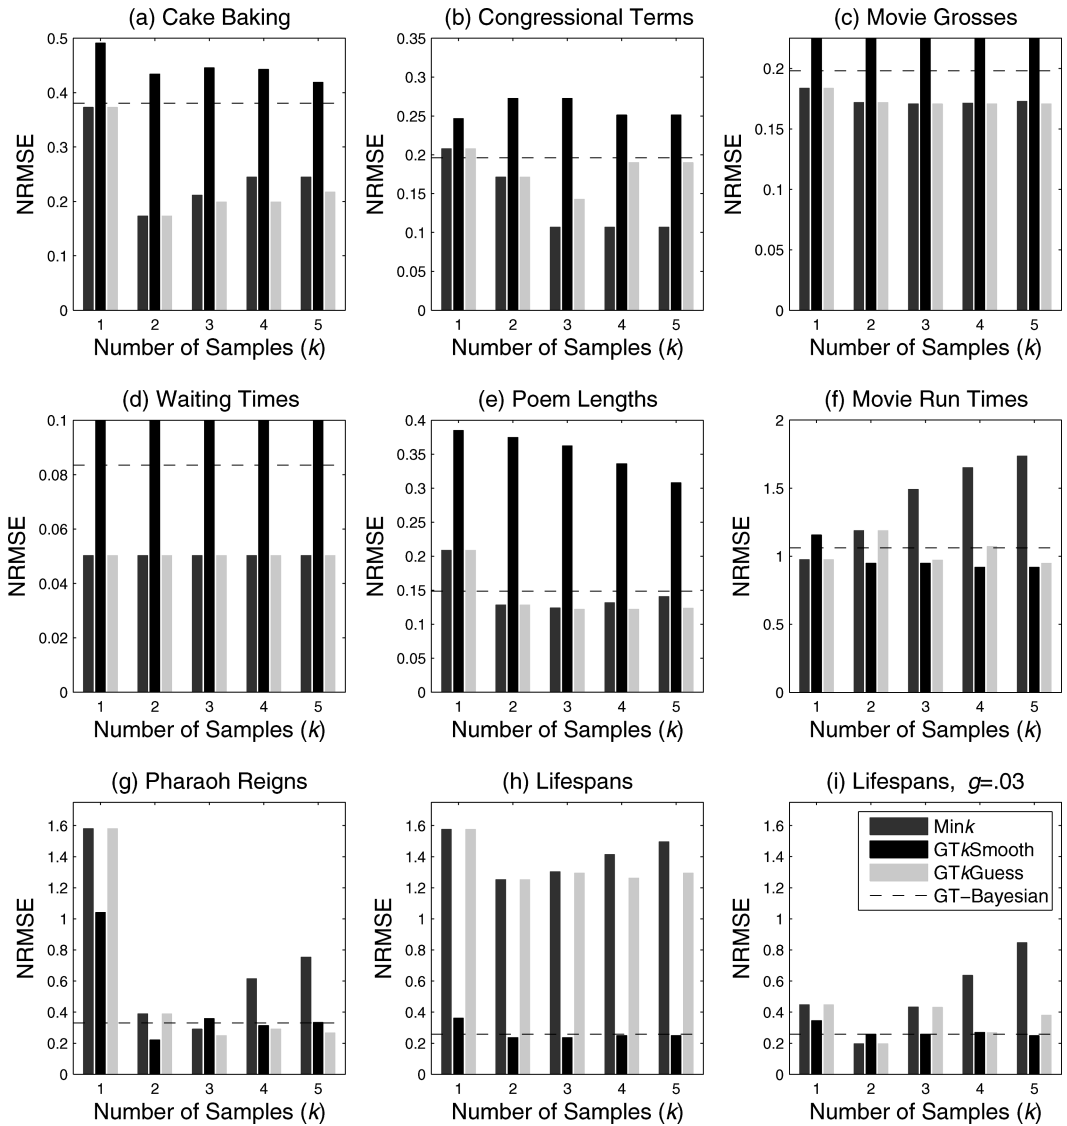 (a) Cake Baking
NRMSE
0.5
0.4
0.3
0.2
0.1
0
1 2 3 4 5
Number of Samples (k)
(b) Congressional Terms
NRMSE
0.35
0.3
0.25
0.2
0.15
0.1
0.05
0
1 2 3 4 5
Number of Samples (k)
(c) Movie Grosses
NRMSE
0.2
0.15
0.1
0.05
0
1 2 3 4 5
Number of Samples (k)
(d) Waiting Times
NRMSE
0.1
0.08
0.06
0.04
0.02
0
1 2 3 4 5
Number of Samples (k)
(e) Poem Lengths
NRMSE
0.4
0.35
0.3
0.25
0.2
0.15
0.1
0.05
0
1 2 3 4 5
Number of Samples (k)
(f) Movie Run Times
NRMSE
2
1.5
1
0.5
0
1 2 3 4 5
Number of Samples (k)
(g) Pharaoh Reigns
NRMSE
1.6
1.4
1.2
1
0.8
0.6
0.4
0.2
0
1 2 3 4 5
Number of Samples (k)
(h) Lifespans
NRMSE
1.6
1.4
1.2
1
0.8
0.6
0.4
0.2
0
1 2 3 4 5
Number of Samples (k)
(i) Lifespans, g=.03
NRMSE
1.6
1.4
1.2
1
0.8
0.6
0.4
0.2
0
Mink
GTkSmooth
GTkGuess
GT−Bayesian
1 2 3 4 5
Number of Samples (k)